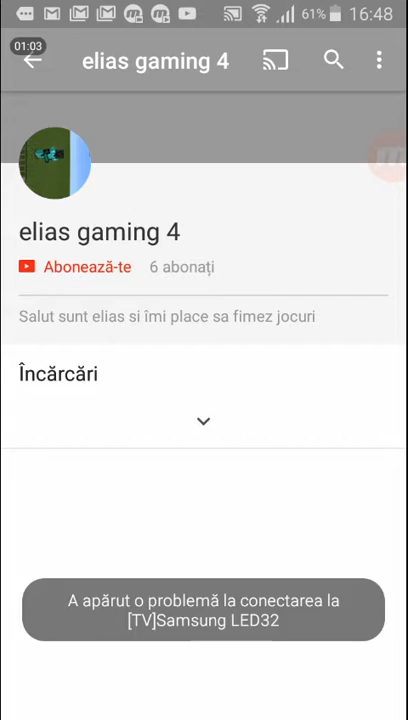 61% 16:48
01:03
elias gaming 4
elias gaming 4
Abonează-te 6 abonați
Salut sunt elias si îmi place sa fimez jocuri
Încărcări
A apărut o problemă la conectarea la
[TV]Samsung LED32